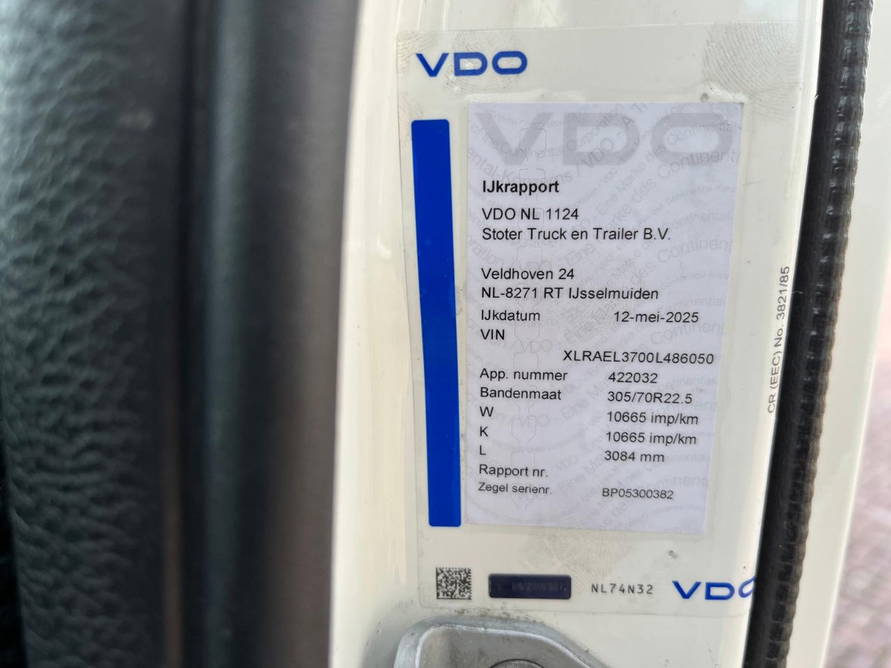 VDO
VDO
IJkrapport
VDO NL 1124
Stoter Truck en Trailer B.V.
Veldhoven 24
NL-8271 RT IJsselmuiden
IJkdatum 12-mei-2025
VIN
XLRAEL3700L486050
App. nummer 422032
Bandenmaat 305/70R22.5
W 10665 imp/km
K 10665 imp/km
L 3084 mm
Rapport nr.
Zegel serienr. BP05300382
CR (EEC) No. 3821/85
NL74N32
VDO